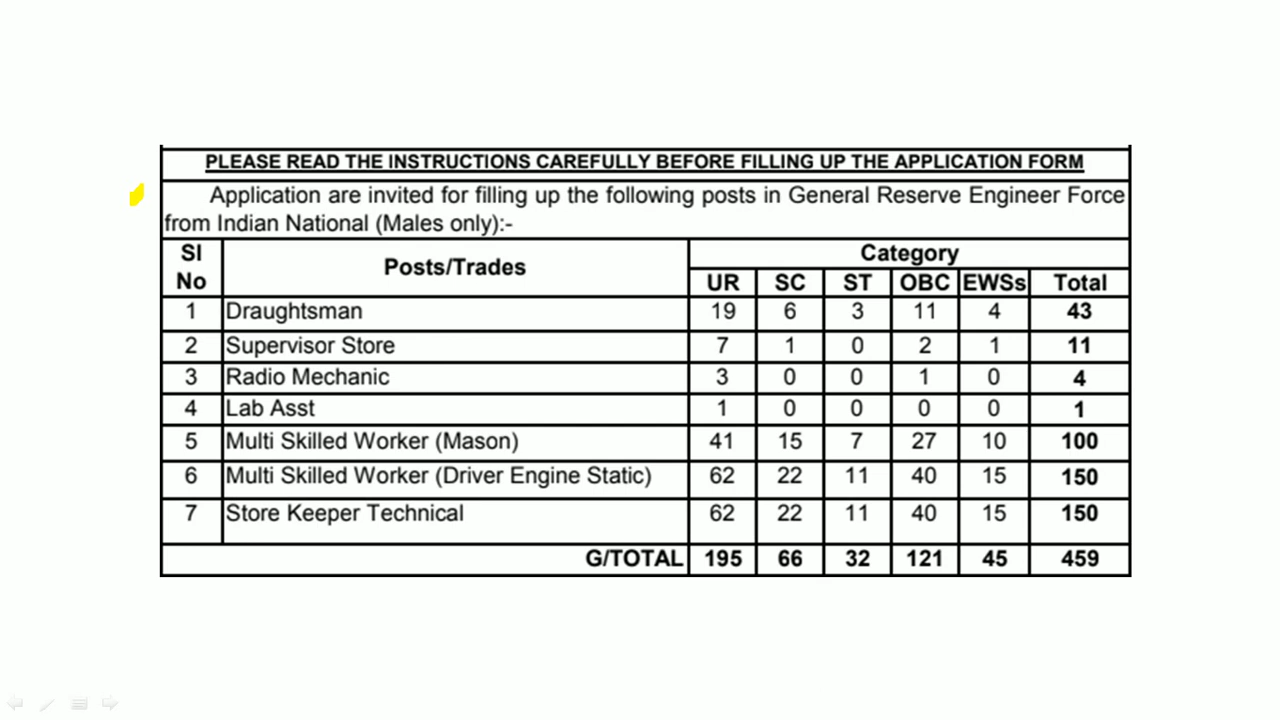 PLEASE READ THE INSTRUCTIONS CAREFULLY BEFORE FILLING UP THE APPLICATION FORM
Application are invited for filling up the following posts in General Reserve Engineer Force
from Indian National (Males only):-
Sl No Posts/Trades Category
UR SC ST OBC EWSs Total
1 Draughtsman 19 6 3 11 4 43
2 Supervisor Store 7 1 0 2 1 11
3 Radio Mechanic 3 0 0 1 0 4
4 Lab Asst 1 0 0 0 0 1
5 Multi Skilled Worker (Mason) 41 15 7 27 10 100
6 Multi Skilled Worker (Driver Engine Static) 62 22 11 40 15 150
7 Store Keeper Technical 62 22 11 40 15 150
G/TOTAL 195 66 32 121 45 459